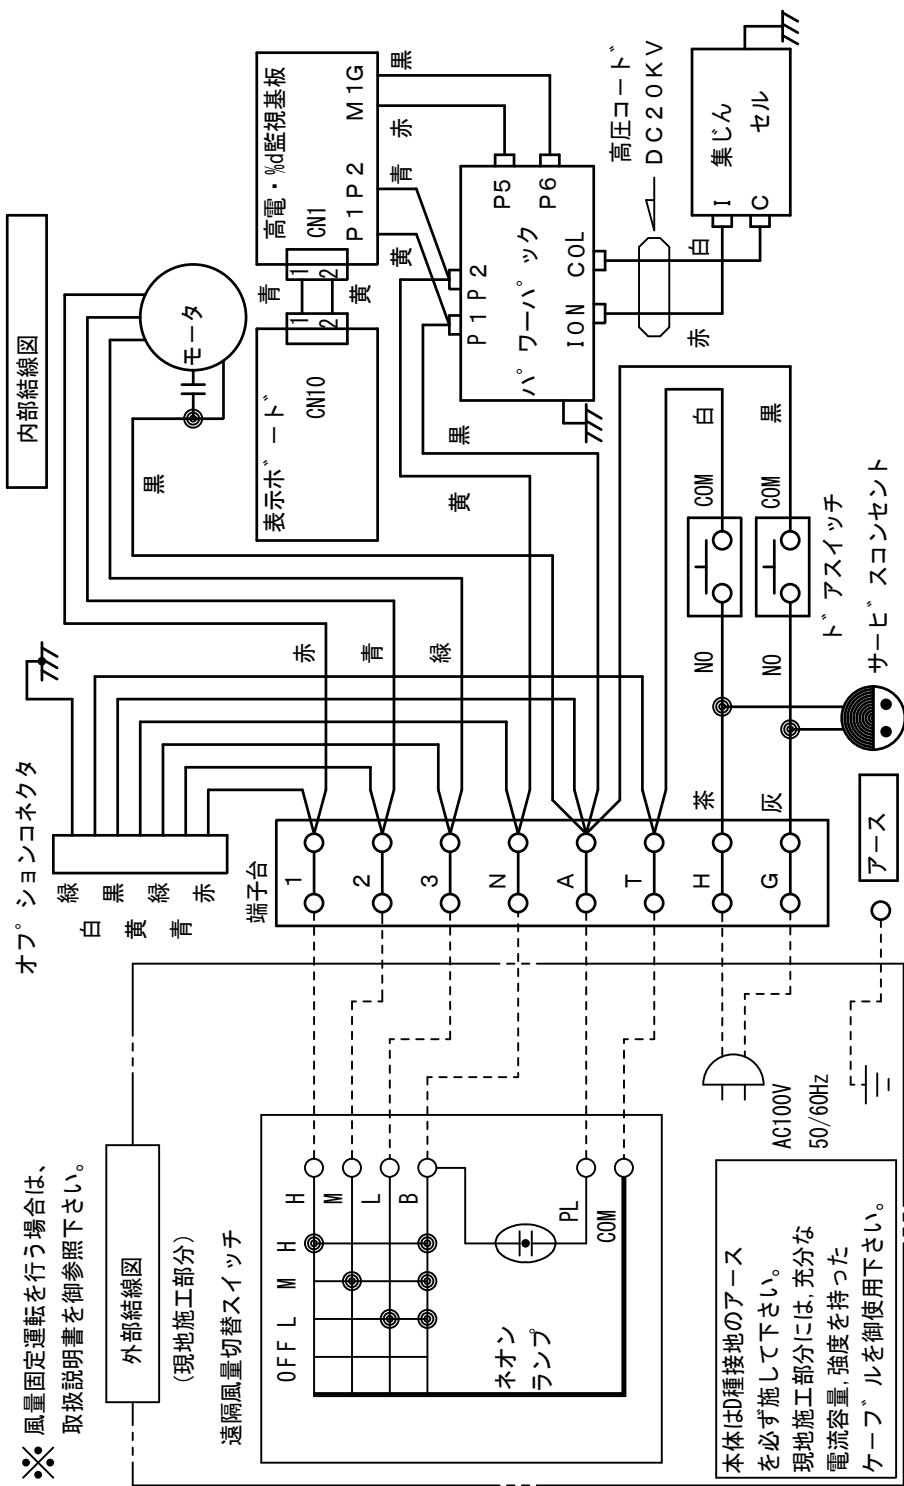 ※ 風量固定運転を行う場合は、
取扱説明書を御参照下さい。
外部結線図
(現地施工部分)
遠隔風量切替スイッチ
OFF L M H
H
M
L
B
PL
COM
ネオン
ランプ
AC100V
50/60Hz
本体はD種接地のアース
を必ず施して下さい。
現地施工部分には,充分な
電流容量,強度を持った
ケーブルを御使用下さい。
オプションコネクタ
緑
白
黒
黄
緑
青
赤
端子台
1
2
3
N
A
T
H
G
アース
内部結線図
赤
青
緑
黒
モータ
表示ボード
CN10
1
2
青
黄
1
2
高電・%d監視基板
CN1
P1 P2 M1 G
黄
青
赤
黒
黄
黒
P1 P2
P5
P6
パワーパック
ION COL
高圧コード
DC20KV
赤
白
I
C
集じん
セル
茶
灰
NO
COM
白
NO
COM
黒
ドアスイッチ
サービスコンセント